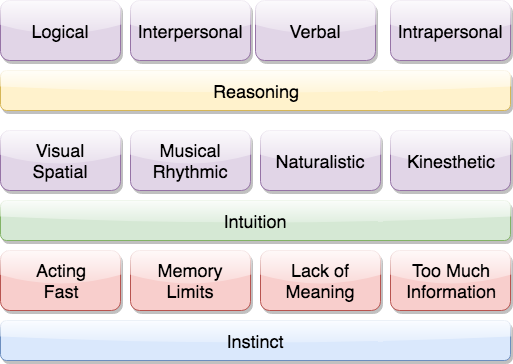 Logical
Interpersonal
Verbal
Intrapersonal
Reasoning
Visual
Spatial
Musical
Rhythmic
Naturalistic
Kinesthetic
Intuition
Acting
Fast
Memory
Limits
Lack of
Meaning
Too Much
Information
Instinct